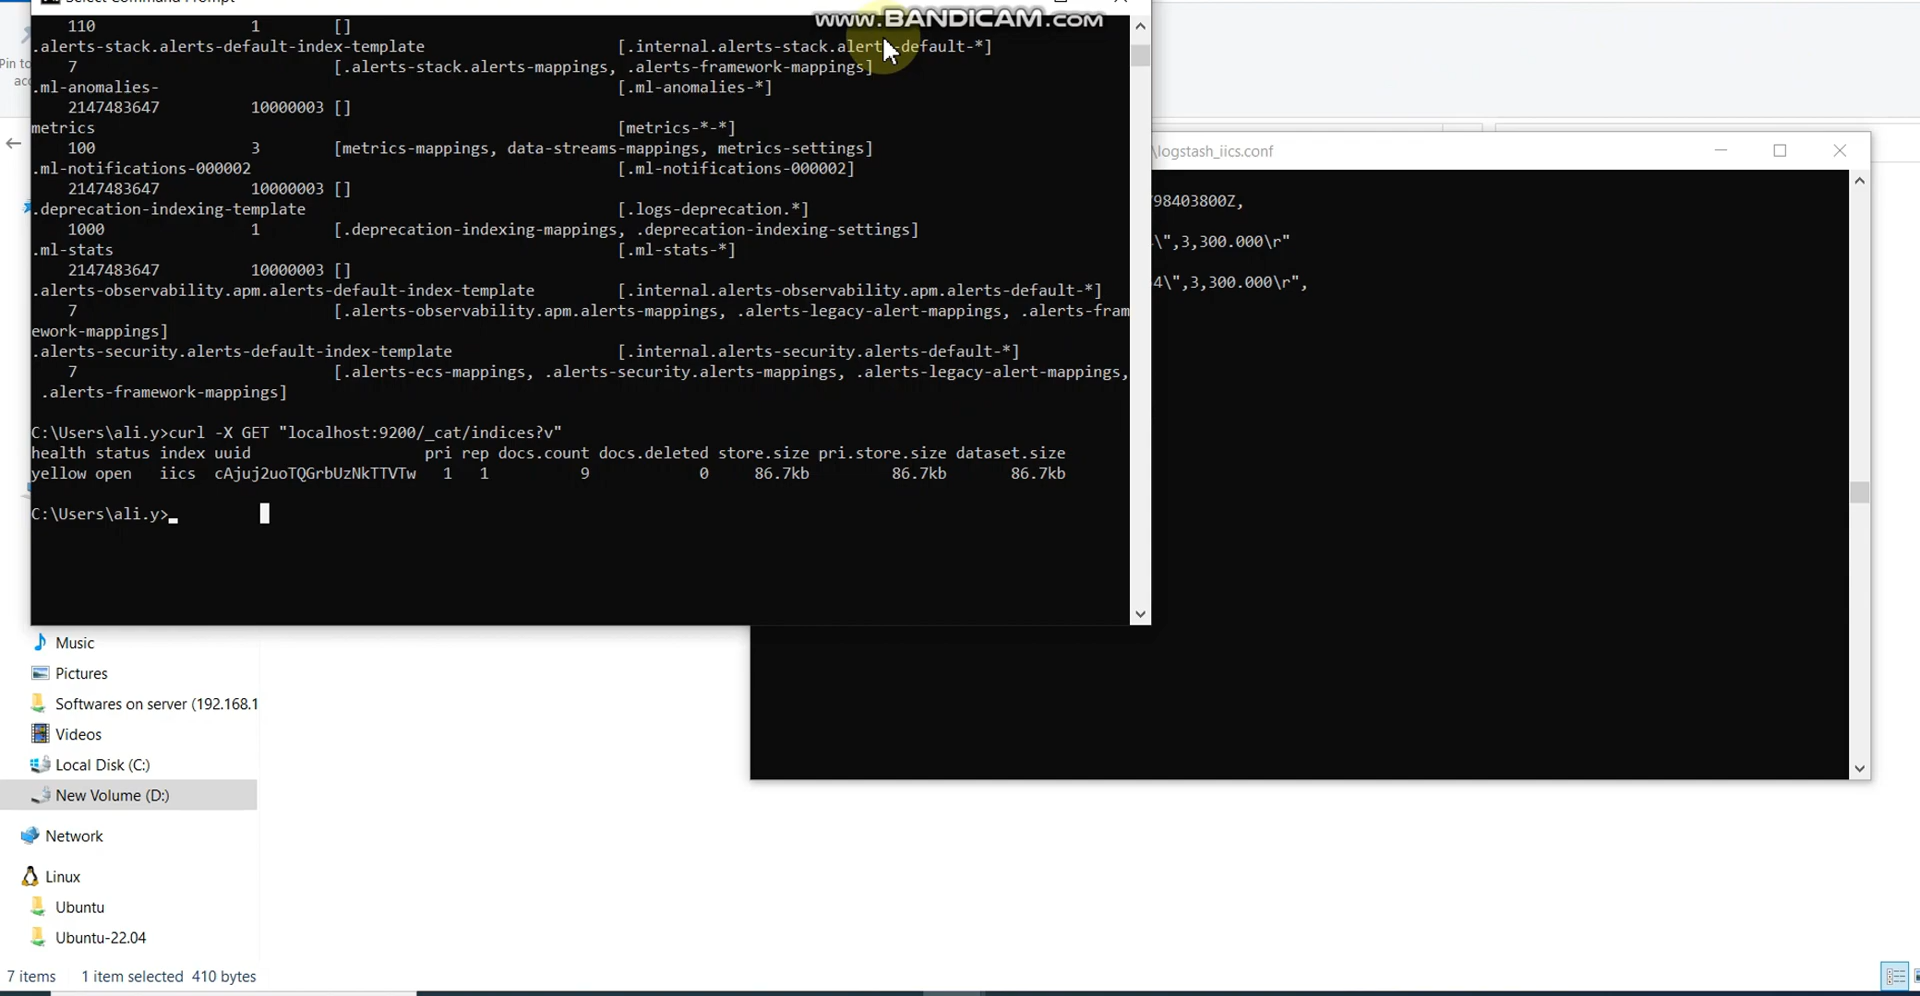 Select Command Prompt
www.BANDICAM.com
110 1 []
.alerts-stack.alerts-default-index-template [.internal.alerts-stack.alerts-default-*]
7 [.alerts-stack.alerts-mappings, .alerts-framework-mappings]
.ml-anomalies- [.ml-anomalies-*]
2147483647 10000003 []
metrics [metrics-*-*]
100 3 [metrics-mappings, data-streams-mappings, metrics-settings]
.ml-notifications-000002 [.ml-notifications-000002]
2147483647 10000003 []
.deprecation-indexing-template [.logs-deprecation.*]
1000 1 [.deprecation-indexing-mappings, .deprecation-indexing-settings]
.ml-stats [.ml-stats-*]
2147483647 10000003 []
.alerts-observability.apm.alerts-default-index-template [.internal.alerts-observability.apm.alerts-default-*]
7 [.alerts-observability.apm.alerts-mappings, .alerts-legacy-alert-mappings, .alerts-fram
ework-mappings]
.alerts-security.alerts-default-index-template [.internal.alerts-security.alerts-default-*]
7 [.alerts-ecs-mappings, .alerts-security.alerts-mappings, .alerts-legacy-alert-mappings,
.alerts-framework-mappings]
C:\Users\ali.y>curl -X GET "localhost:9200/_cat/indices?v"
health status index uuid pri rep docs.count docs.deleted store.size pri.store.size dataset.size
yellow open iics cAjuj2uoTQGrbUzNkTTVTw 1 1 9 0 86.7kb 86.7kb 86.7kb
C:\Users\ali.y>
\logstash_iics.conf
98403800Z,
\",3,300.000\r"
4\",3,300.000\r",
Pin to
acc
Music
Pictures
Softwares on server (192.168.1
Videos
Local Disk (C:)
New Volume (D:)
Network
Linux
Ubuntu
Ubuntu-22.04
7 items 1 item selected 410 bytes